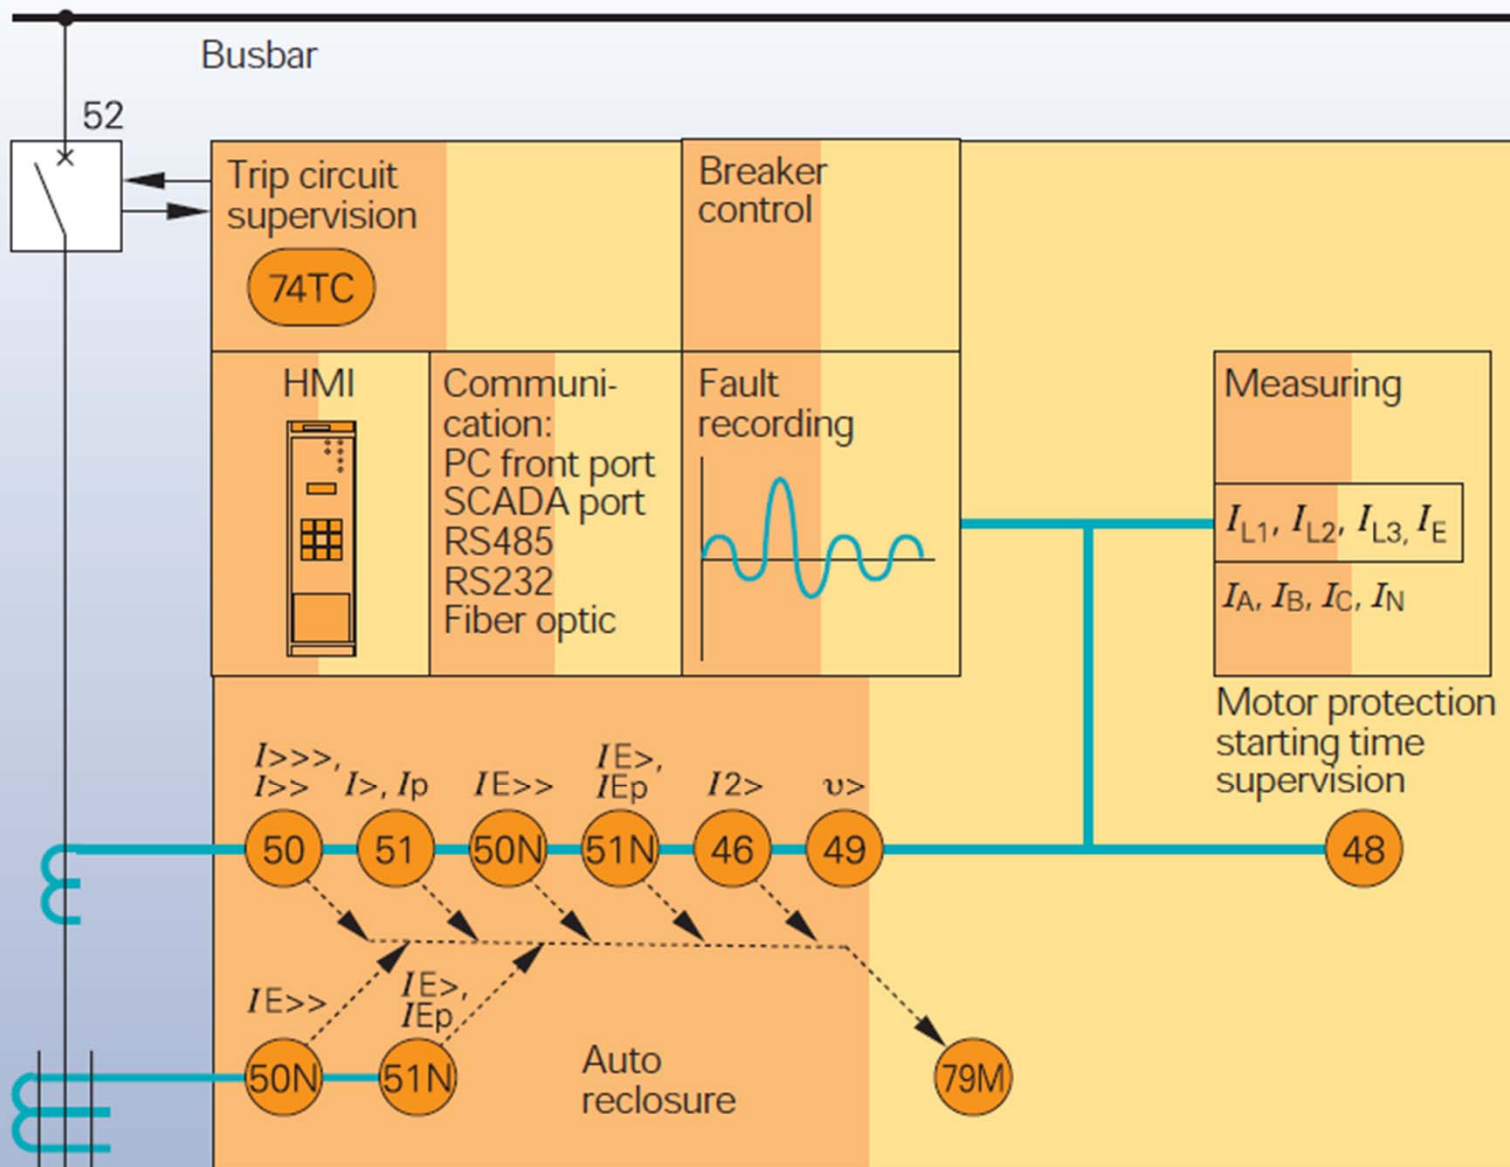 Busbar
52
Trip circuit
supervision
74TC
Breaker
control
HMI
Communi-
cation:
PC front port
SCADA port
RS485
RS232
Fiber optic
Fault
recording
Measuring
IL1, IL2, IL3, IE
IA, IB, IC, IN
Motor protection
starting time
supervision
48
I>>>,
I>>
I>, Ip
IE>>
IE>,
IEp
I2>
υ>
50
51
50N
51N
46
49
IE>>
IE>,
IEp
50N
51N
Auto
reclosure
79M